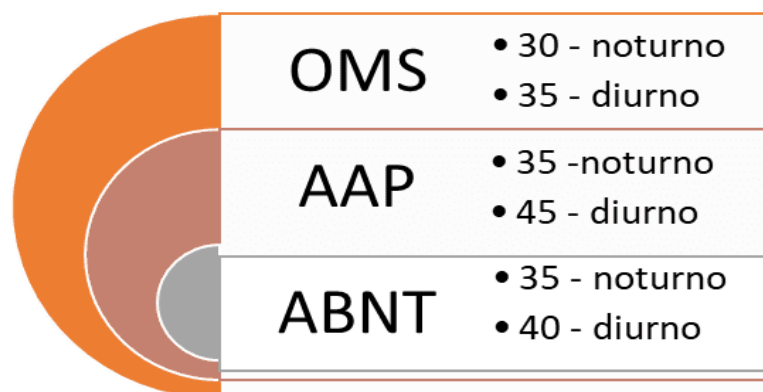 OMS
• 30 - noturno
• 35 - diurno
AAP
• 35 -noturno
• 45 - diurno
ABNT
• 35 - noturno
• 40 - diurno